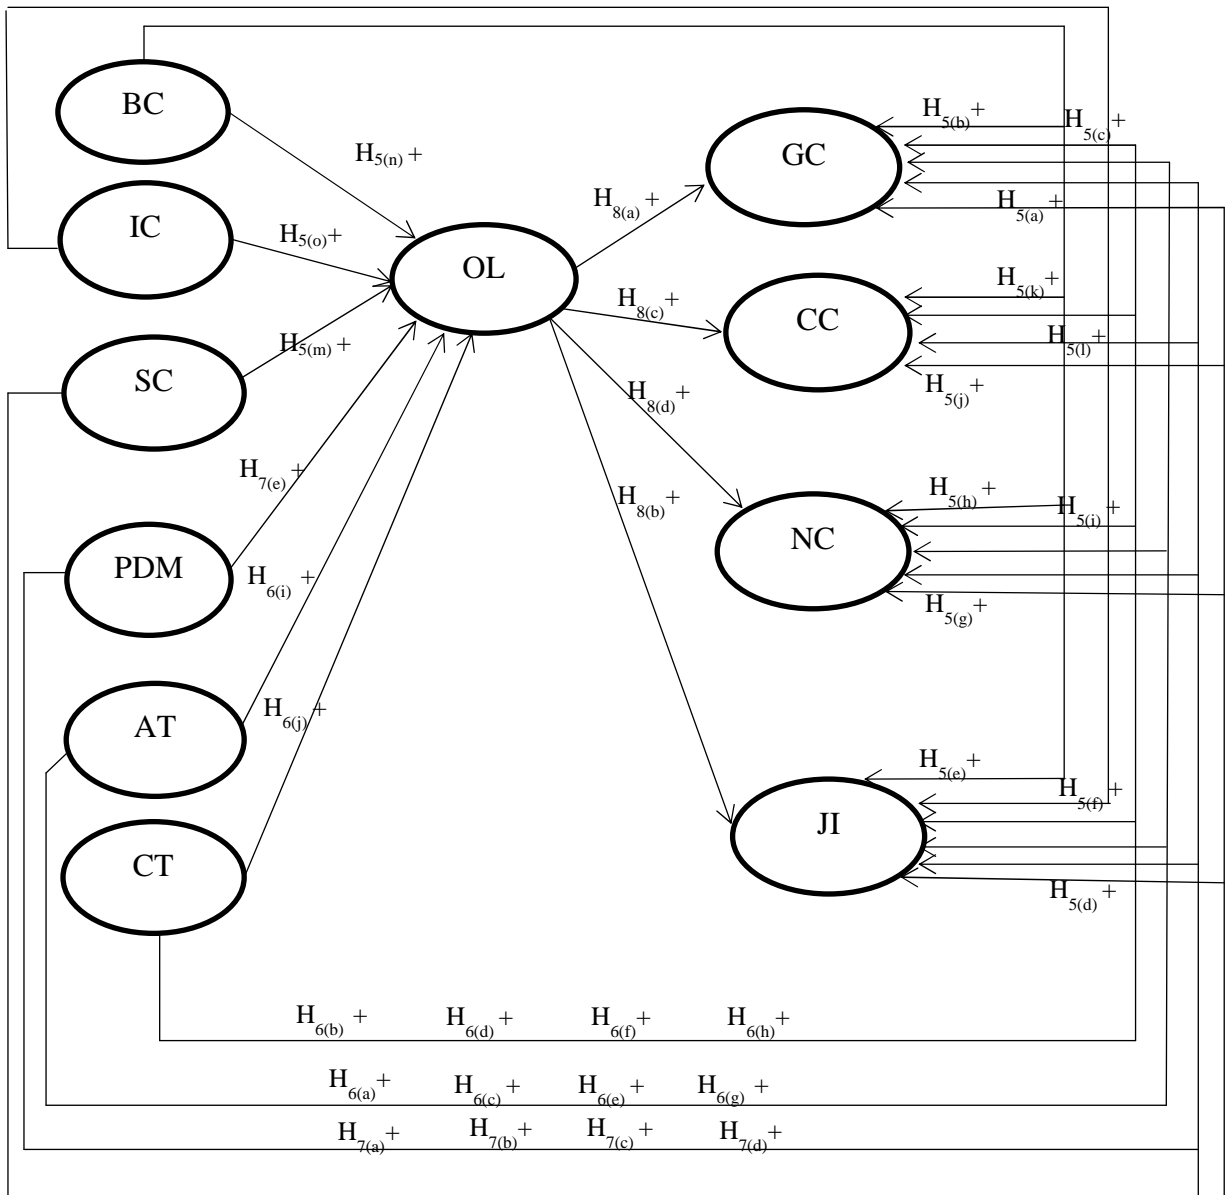 BC
H5(b)+
H5(c)+
GC
H5(n)+
H8(a)+
H5(a)+
IC
H5(o)+
OL
H5(k)+
H8(c)+
CC
H5(m)+
H5(l)+
SC
H8(d)+
H5(j)+
H7(e)+
H8(b)+
H5(h)+
H5(i)+
NC
PDM
H6(i)+
H5(g)+
AT
H6(j)+
H5(e)+
H5(f)+
JI
CT
H5(d)+
H6(b)+ H6(d)+ H6(f)+ H6(h)+
H6(a)+ H6(c)+ H6(e)+ H6(g)+
H7(a)+ H7(b)+ H7(c)+ H7(d)+